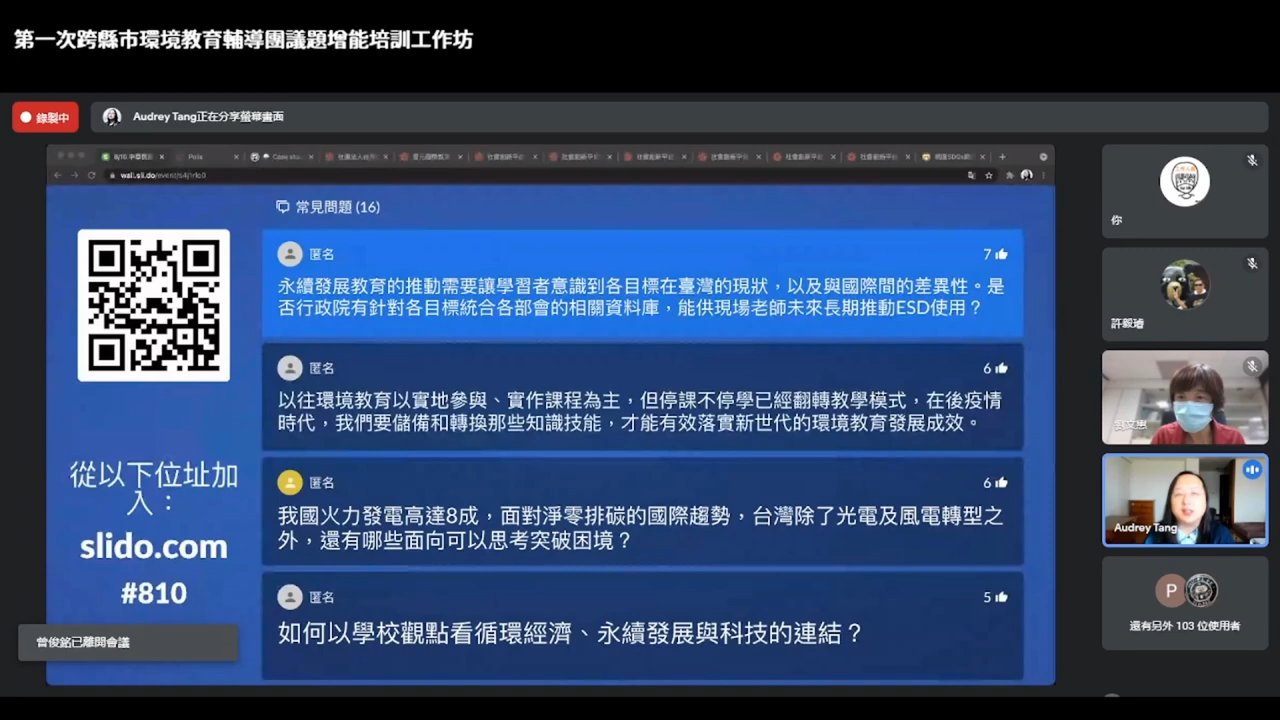 第一次跨縣市環境教育輔導團議題增能培訓工作坊
錄製中
Audrey Tang正在分享螢幕畫面
Polis
wall.sli.do/event/s4j1rfo0
常見問題 (16)
匿名
7
永續發展教育的推動需要讓學習者意識到各目標在臺灣的現狀，以及與國際間的差異性。是
否行政院有針對各目標統合各部會的相關資料庫，能供現場老師未來長期推動ESD使用？
匿名
6
以往環境教育以實地參與、實作課程為主，但停課不停學已經翻轉教學模式，在後疫情
時代，我們要儲備和轉換那些知識技能，才能有效落實新世代的環境教育發展成效。
匿名
6
我國火力發電高達8成，面對淨零排碳的國際趨勢，台灣除了光電及風電轉型之
外，還有哪些面向可以思考突破困境？
匿名
5
如何以學校觀點看循環經濟、永續發展與科技的連結？
從以下位址加
入：
slido.com
#810
曾俊銘已離開會議
你
許毅璿
Audrey Tang
P
還有另外 103 位使用者